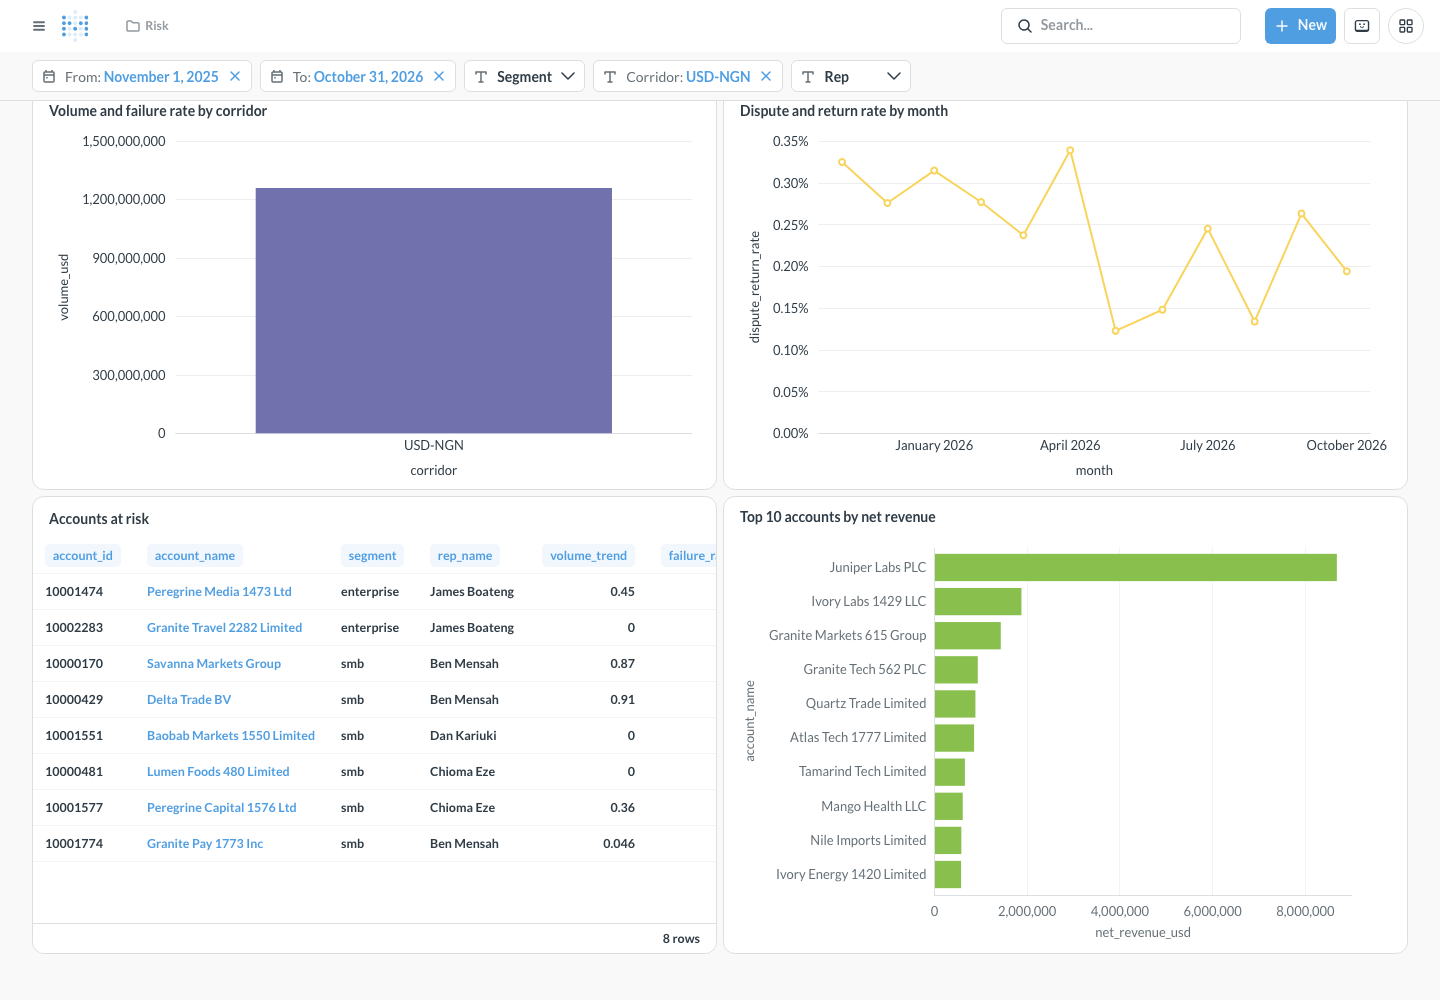 Risk
Search...
New
From: November 1, 2025
To: October 31, 2026
Segment
Corridor: USD-NGN
Rep
Volume and failure rate by corridor
1,500,000,000
1,200,000,000
900,000,000
600,000,000
300,000,000
0
volume_usd
USD-NGN
corridor
Dispute and return rate by month
0.35%
0.30%
0.25%
0.20%
0.15%
0.10%
0.05%
0.00%
dispute_return_rate
January 2026 April 2026 July 2026 October 2026
month
Accounts at risk
account_id account_name segment rep_name volume_trend failure_r
10001474 Peregrine Media 1473 Ltd enterprise James Boateng 0.45
10002283 Granite Travel 2282 Limited enterprise James Boateng 0
10000170 Savanna Markets Group smb Ben Mensah 0.87
10000429 Delta Trade BV smb Ben Mensah 0.91
10001551 Baobab Markets 1550 Limited smb Dan Kariuki 0
10000481 Lumen Foods 480 Limited smb Chioma Eze 0
10001577 Peregrine Capital 1576 Ltd smb Chioma Eze 0.36
10001774 Granite Pay 1773 Inc smb Ben Mensah 0.046
8 rows
Top 10 accounts by net revenue
account_name
Juniper Labs PLC
Ivory Labs 1429 LLC
Granite Markets 615 Group
Granite Tech 562 PLC
Quartz Trade Limited
Atlas Tech 1777 Limited
Tamarind Tech Limited
Mango Health LLC
Nile Imports Limited
Ivory Energy 1420 Limited
0 2,000,000 4,000,000 6,000,000 8,000,000
net_revenue_usd